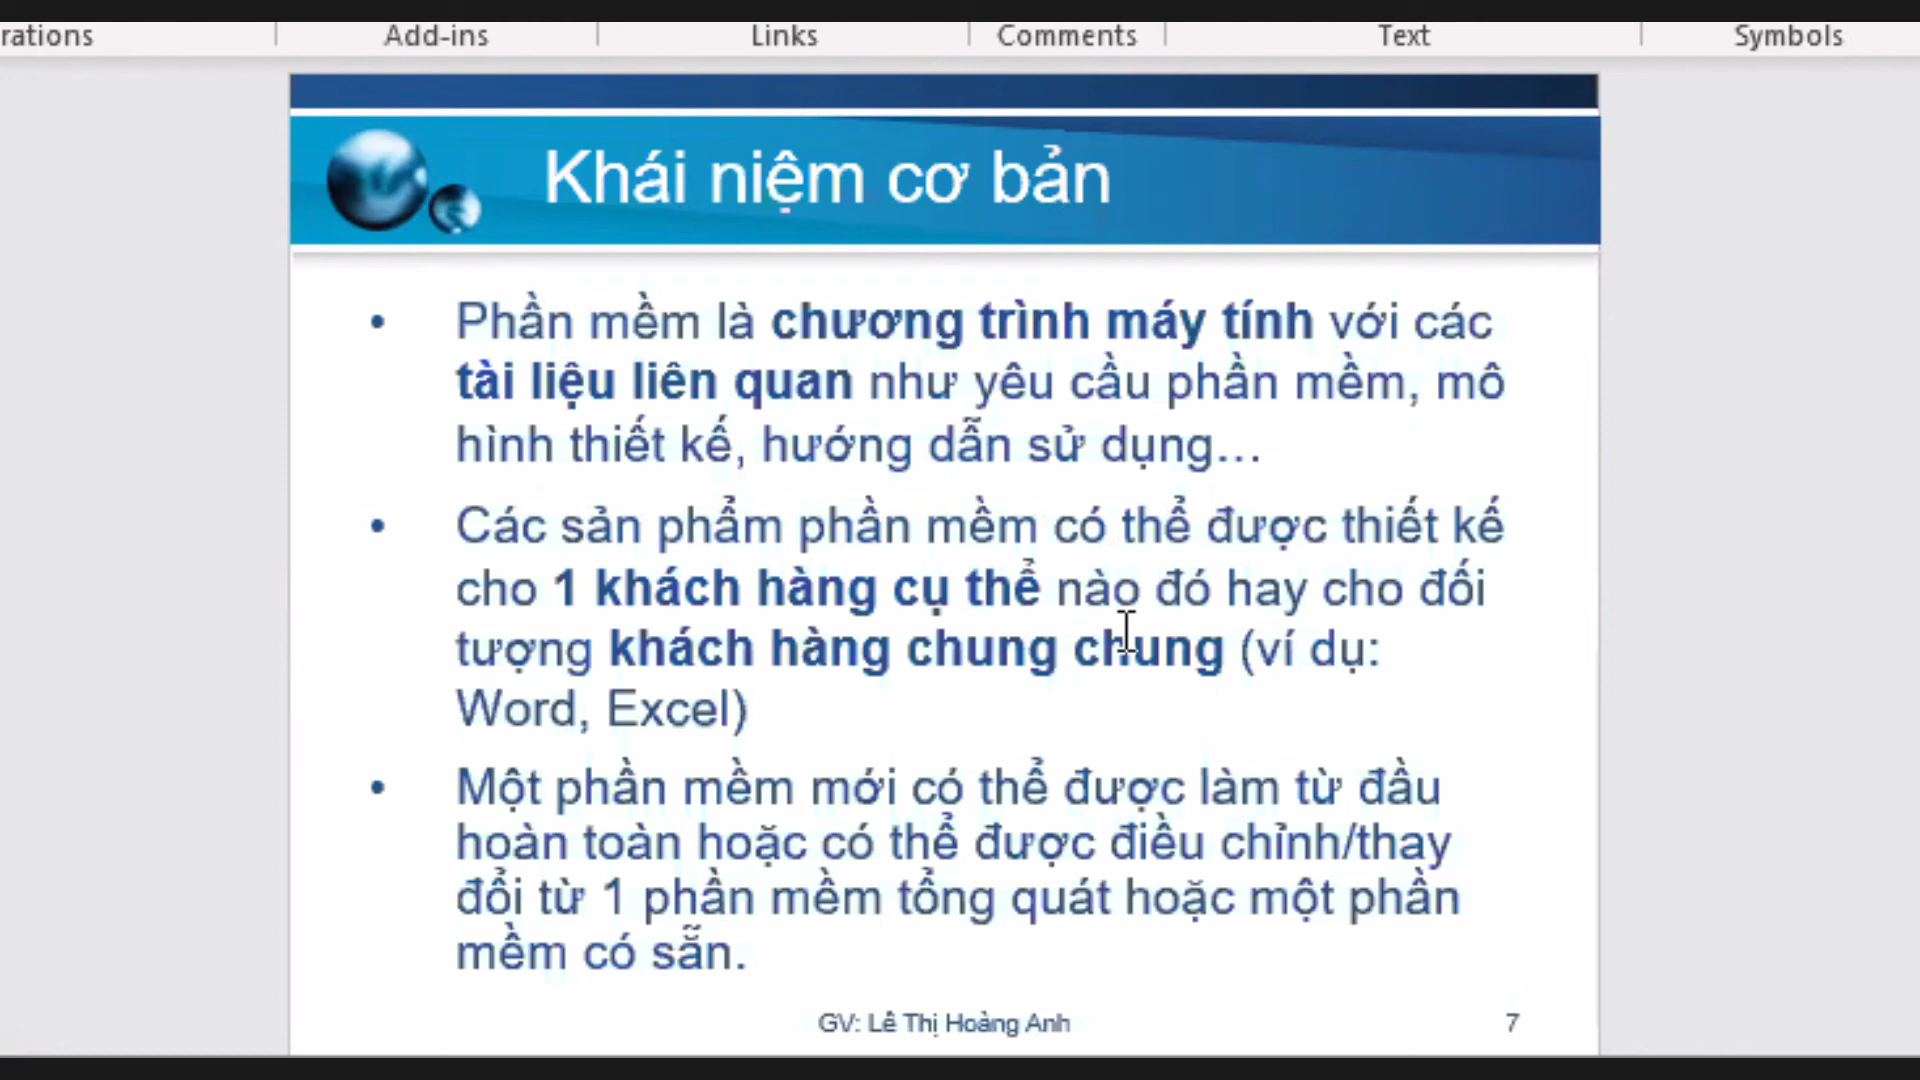 rations Add-ins Links Comments Text Symbols
Khái niệm cơ bản
• Phần mềm là chương trình máy tính với các
tài liệu liên quan như yêu cầu phần mềm, mô
hình thiết kế, hướng dẫn sử dụng...
• Các sản phẩm phần mềm có thể được thiết kế
cho 1 khách hàng cụ thể nào đó hay cho đối
tượng khách hàng chung chung (ví dụ:
Word, Excel)
• Một phần mềm mới có thể được làm từ đầu
hoàn toàn hoặc có thể được điều chỉnh/thay
đổi từ 1 phần mềm tổng quát hoặc một phần
mềm có sẵn.
GV: Lê Thị Hoàng Anh 7